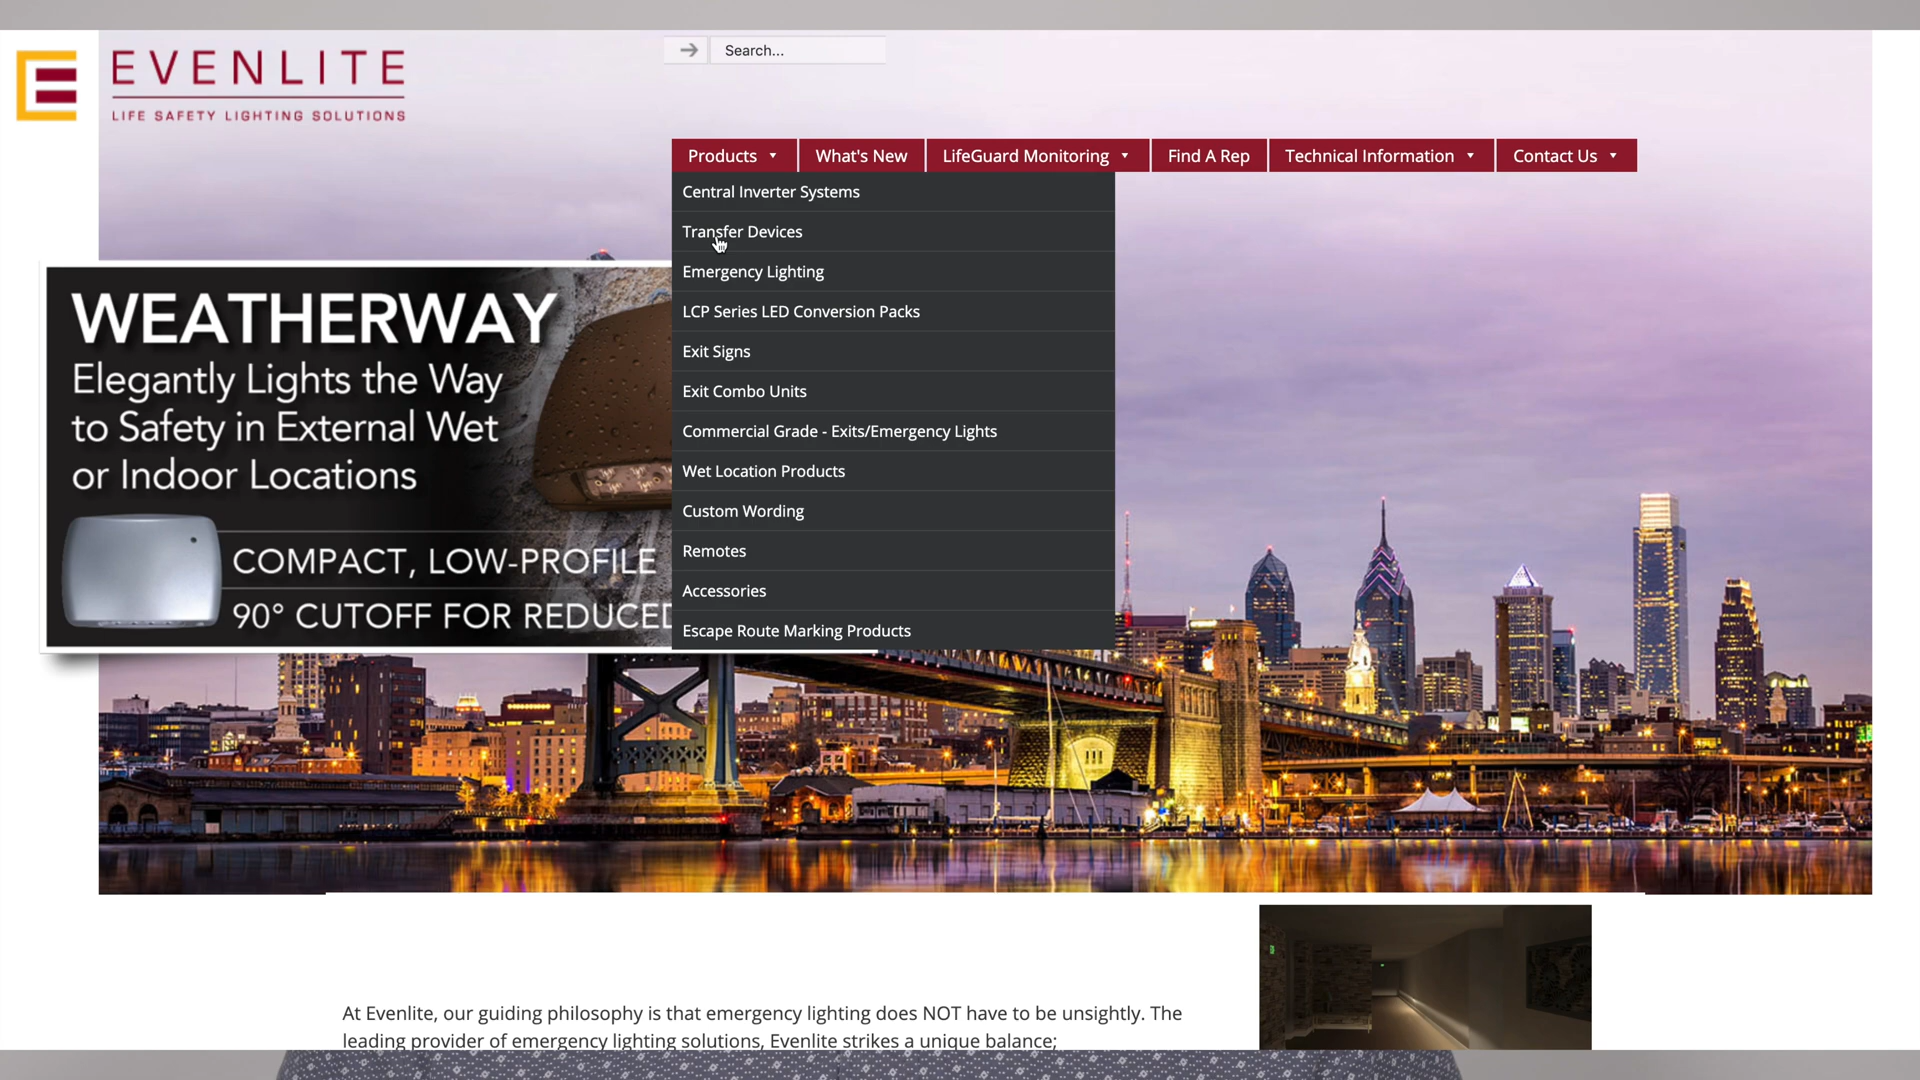 EVENLITE
LIFE SAFETY LIGHTING SOLUTIONS
Search...
Products
What's New
LifeGuard Monitoring
Find A Rep
Technical Information
Contact Us
Central Inverter Systems
Transfer Devices
Emergency Lighting
LCP Series LED Conversion Packs
Exit Signs
Exit Combo Units
Commercial Grade - Exits/Emergency Lights
Wet Location Products
Custom Wording
Remotes
Accessories
Escape Route Marking Products
WEATHERWAY
Elegantly Lights the Way
to Safety in External Wet
or Indoor Locations
COMPACT, LOW-PROFILE
90° CUTOFF FOR REDUCED
At Evenlite, our guiding philosophy is that emergency lighting does NOT have to be unsightly. The
leading provider of emergency lighting solutions, Evenlite strikes a unique balance;